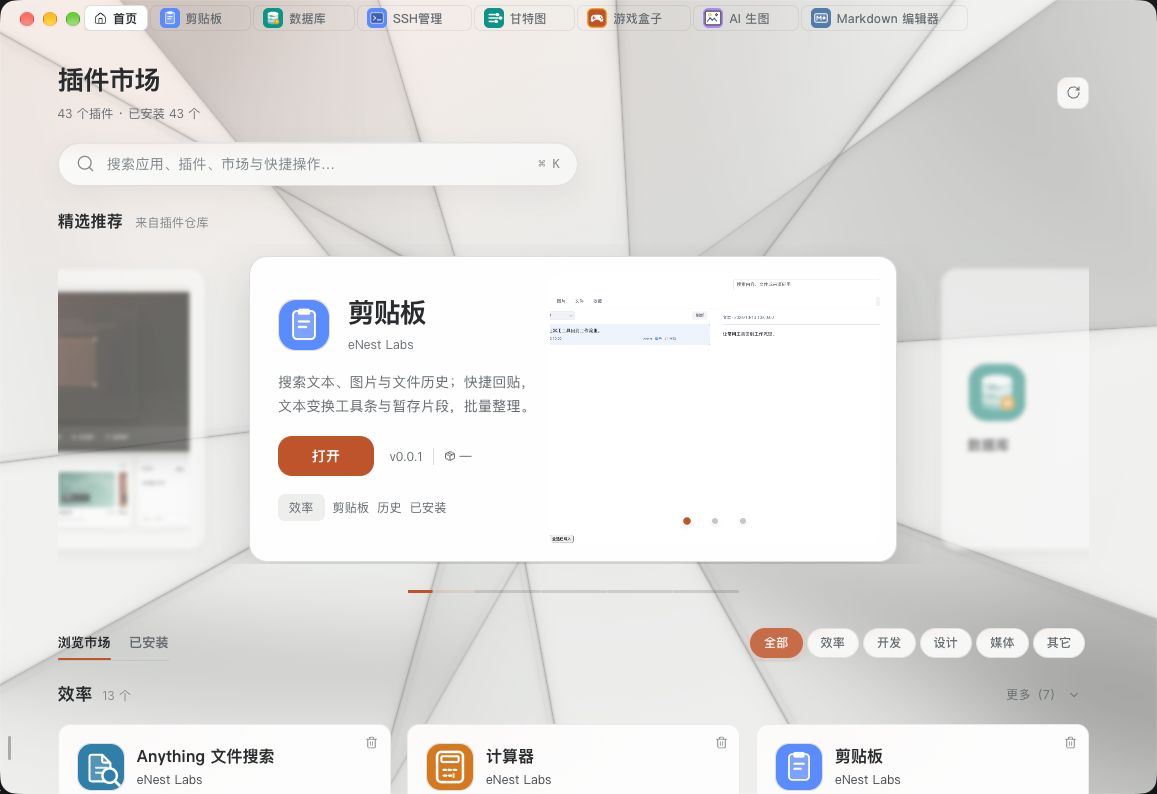 首页
剪贴板
数据库
SSH管理
甘特图
游戏盒子
AI 生图
Markdown 编辑器
插件市场
43 个插件 · 已安装 43 个
搜索应用、插件、市场与快捷操作...
⌘ K
精选推荐 来自插件仓库
剪贴板
eNest Labs
搜索文本、图片与文件历史；快捷回贴，
文本变换工具条与暂存片段，批量整理。
打开 v0.0.1 —
效率 剪贴板 历史 已安装
数据库
浏览市场 已安装
全部 效率 开发 设计 媒体 其它
效率 13 个
更多（7）
Anything 文件搜索
eNest Labs
计算器
eNest Labs
剪贴板
eNest Labs